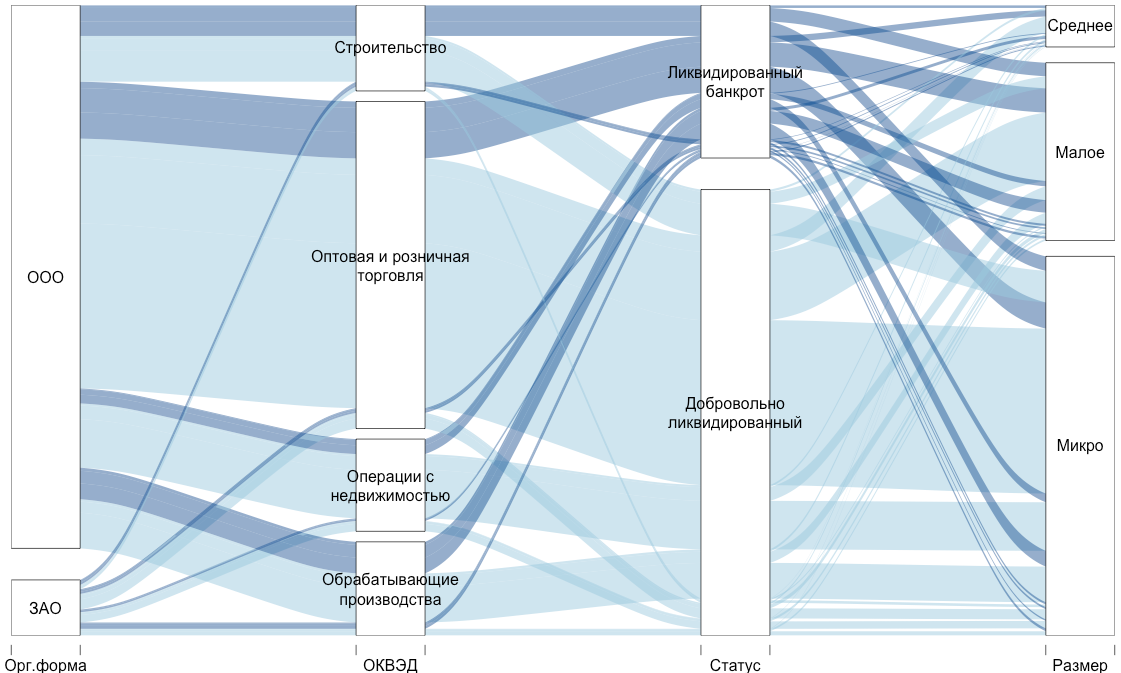 ООО
ЗАО
Строительство
Оптовая и розничная
торговля
Операции с
недвижимостью
Обрабатывающие
производства
Ликвидированный
банкрот
Добровольно
ликвидированный
Среднее
Малое
Микро
Орг.форма
ОКВЭД
Статус
Размер